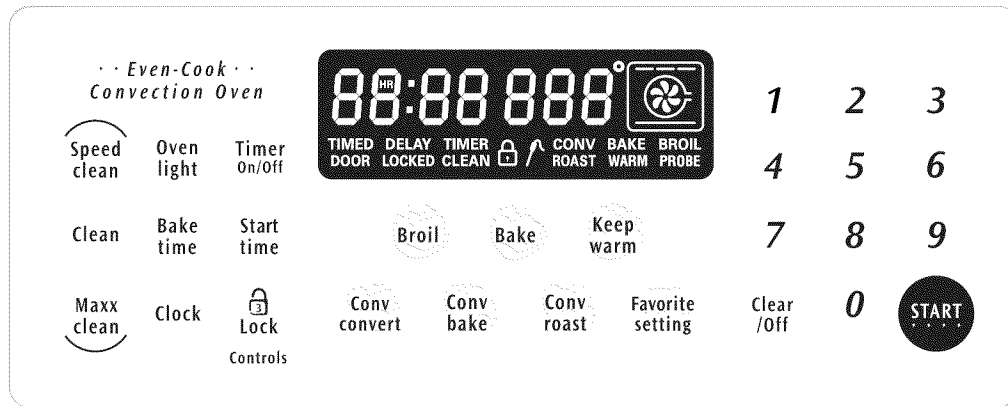 · · Even-Cook · ·
Convection Oven
Speed
clean
Oven
light
Timer
On/Off
Clean
Bake
time
Start
time
Maxx
clean
Clock
3
Lock
Controls
88:88 888°
HR
TIMED DELAY TIMER CONV BAKE BROIL
DOOR LOCKED CLEAN ROAST WARM PROBE
Broil
Bake
Keep
warm
Conv
convert
Conv
bake
Conv
roast
Favorite
setting
1 2 3
4 5 6
7 8 9
Clear
/Off
0
START